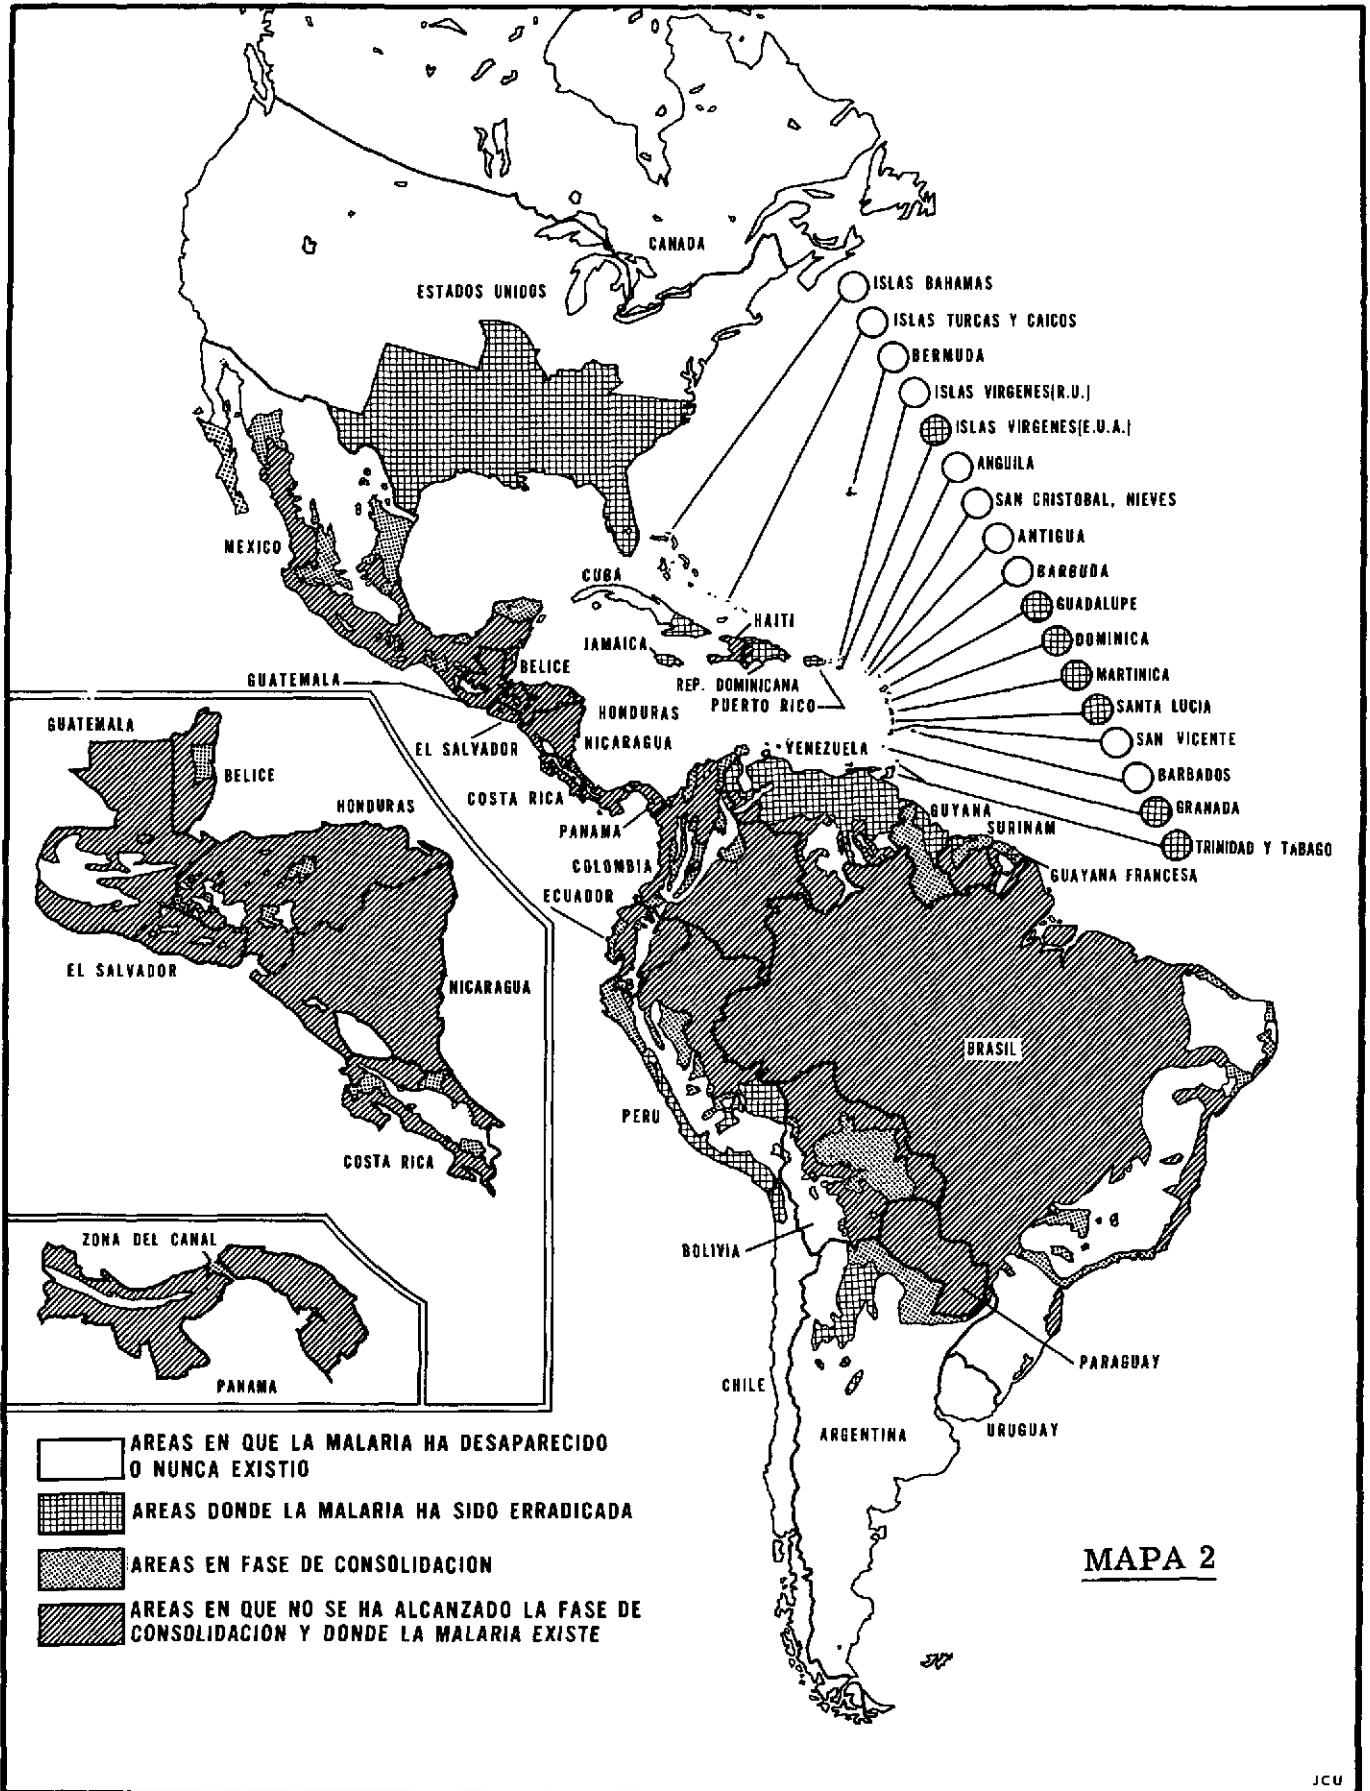 CANADA
ESTADOS UNIDOS
ISLAS BAHAMAS
ISLAS TURCAS Y CAICOS
BERMUDA
ISLAS VIRGENES(R.U.)
ISLAS VIRGENES(E.U.A.)
ANGUILA
SAN CRISTOBAL, NIEVES
ANTIGUA
BARBUDA
GUADALUPE
DOMINICA
MARTINICA
SANTA LUCIA
SAN VICENTE
BARBADOS
GRANADA
TRINIDAD Y TABAGO
MEXICO
CUBA
HAITI
JAMAICA
BELICE
REP. DOMINICANA
PUERTO RICO
GUATEMALA
HONDURAS
EL SALVADOR
NICARAGUA
VENEZUELA
COSTA RICA
PANAMA
GUYANA
SURINAM
COLOMBIA
GUAYANA FRANCESA
ECUADOR
BRASIL
PERU
BOLIVIA
PARAGUAY
CHILE
ARGENTINA
URUGUAY
GUATEMALA
BELICE
HONDURAS
EL SALVADOR
NICARAGUA
COSTA RICA
ZONA DEL CANAL
PANAMA
AREAS EN QUE LA MALARIA HA DESAPARECIDO
O NUNCA EXISTIO
AREAS DONDE LA MALARIA HA SIDO ERRADICADA
AREAS EN FASE DE CONSOLIDACION
AREAS EN QUE NO SE HA ALCANZADO LA FASE DE
CONSOLIDACION Y DONDE LA MALARIA EXISTE
MAPA 2
JCU